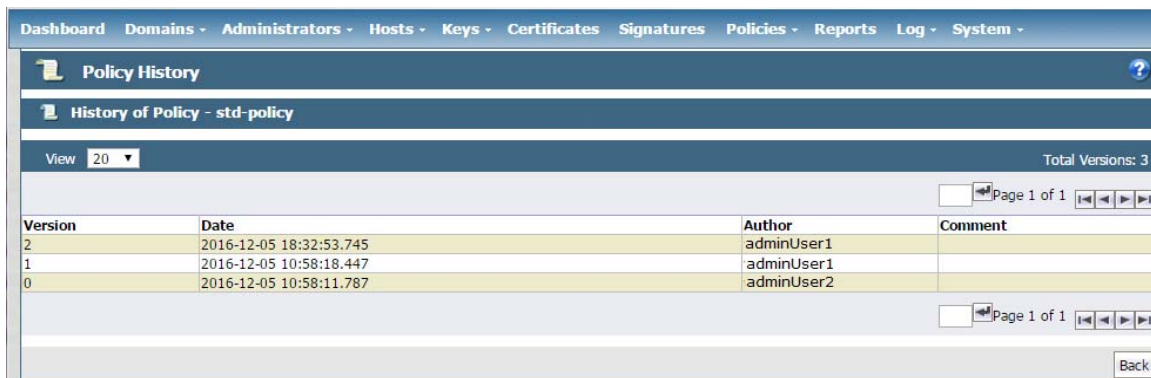 Dashboard Domains Administrators Hosts Keys Certificates Signatures Policies Reports Log System
Policy History
?
History of Policy - std-policy
View 20 Total Versions: 3
Page 1 of 1
Version Date Author Comment
2 2016-12-05 18:32:53.745 adminUser1
1 2016-12-05 10:58:18.447 adminUser1
0 2016-12-05 10:58:11.787 adminUser2
Page 1 of 1
Back